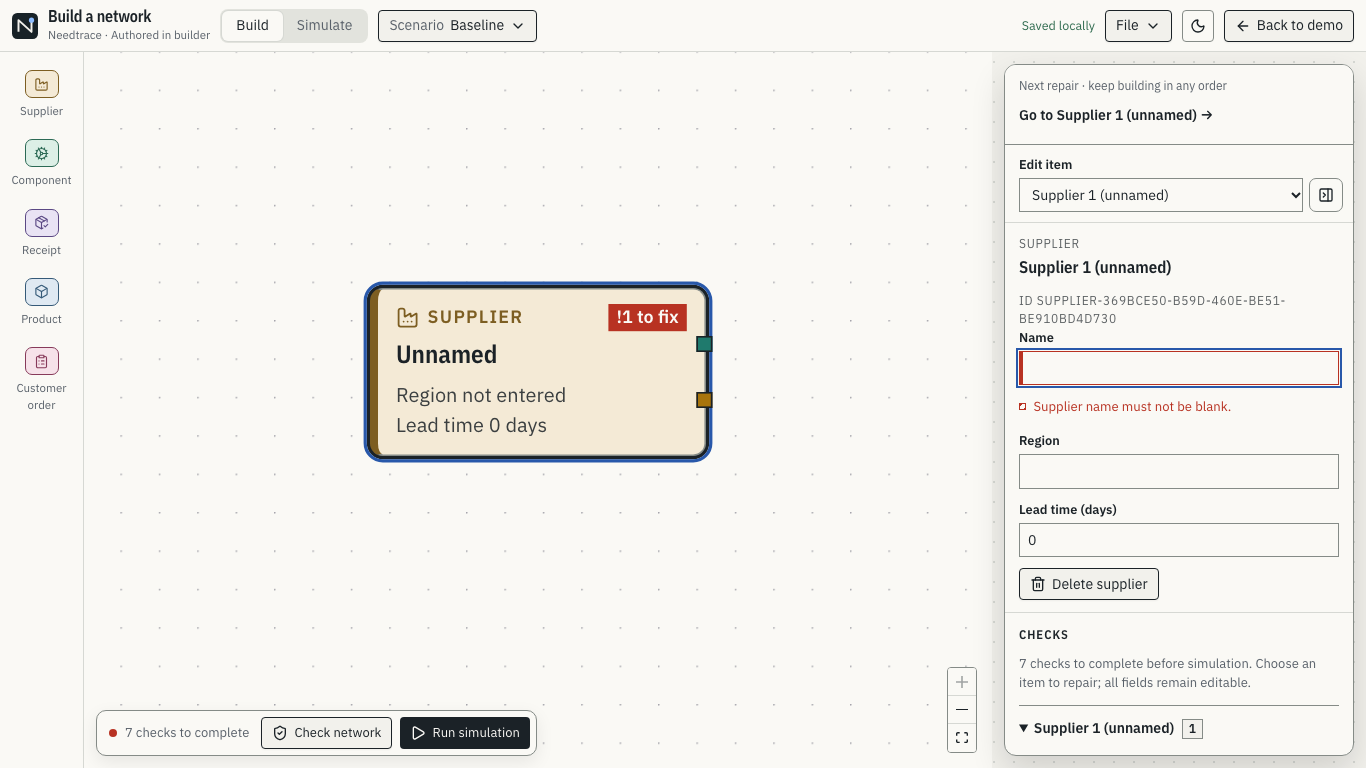 Build a network
Needtrace · Authored in builder
Build
Simulate
Scenario Baseline
Saved locally
File
Back to demo
Supplier
Component
Receipt
Product
Customer
order
SUPPLIER
!1 to fix
Unnamed
Region not entered
Lead time 0 days
7 checks to complete
Check network
Run simulation
Next repair · keep building in any order
Go to Supplier 1 (unnamed) →
Edit item
Supplier 1 (unnamed)
SUPPLIER
Supplier 1 (unnamed)
ID SUPPLIER-369BCE50-B59D-460E-BE51-
BE910BD4D730
Name
Supplier name must not be blank.
Region
Lead time (days)
0
Delete supplier
CHECKS
7 checks to complete before simulation. Choose an
item to repair; all fields remain editable.
Supplier 1 (unnamed) 1